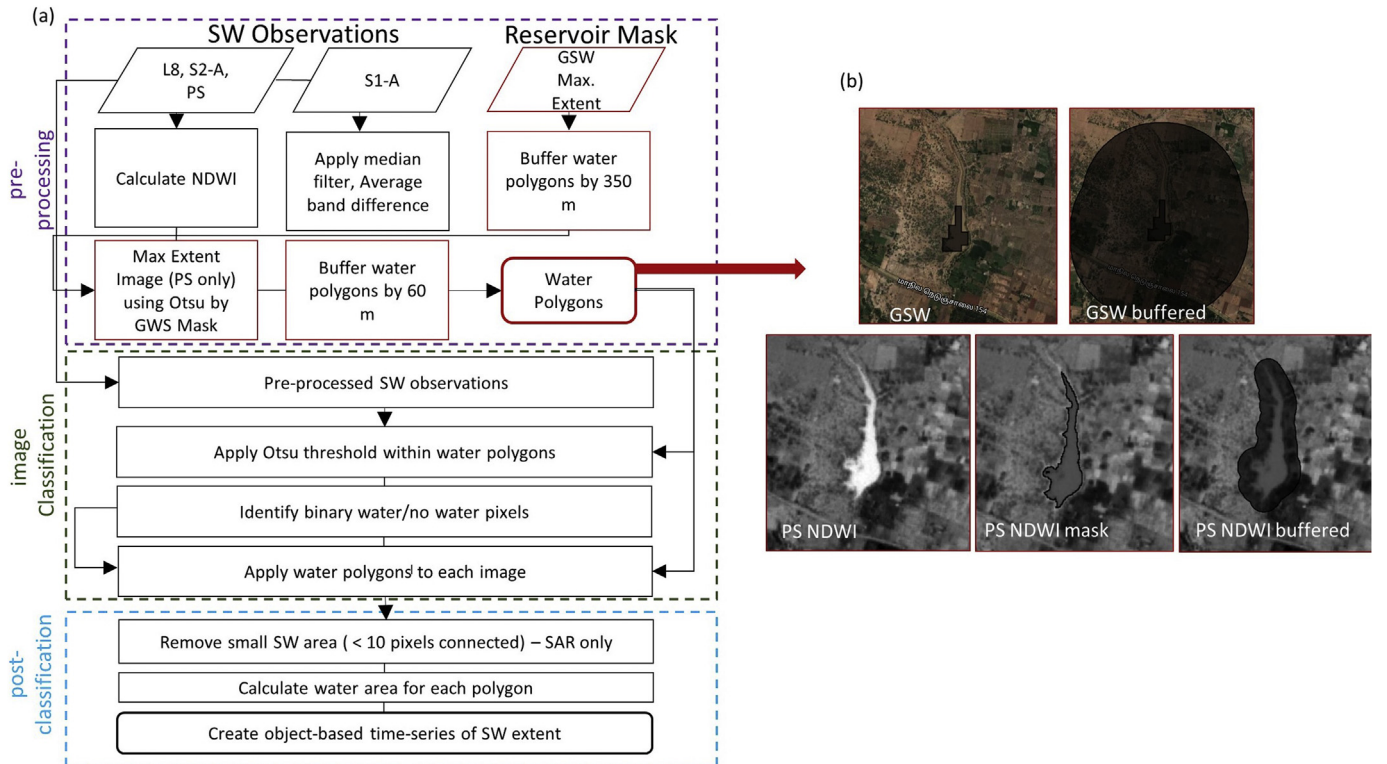 (a)
SW Observations
Reservoir Mask
L8, S2-A,
PS
S1-A
GSW
Max.
Extent
pre-
processing
Calculate NDWI
Apply median
filter, Average
band difference
Buffer water
polygons by 350
m
Max Extent
Image (PS only)
using Otsu by
GWS Mask
Buffer water
polygons by 60
m
Water
Polygons
image
Classification
Pre-processed SW observations
Apply Otsu threshold within water polygons
Identify binary water/no water pixels
Apply water polygons to each image
post-
classification
Remove small SW area ( < 10 pixels connected) – SAR only
Calculate water area for each polygon
Create object-based time-series of SW extent
(b)
மாநில நெடுஞ்சாலை 154
GSW
மாநில நெடுஞ்சாலை 154
GSW buffered
PS NDWI
PS NDWI mask
PS NDWI buffered